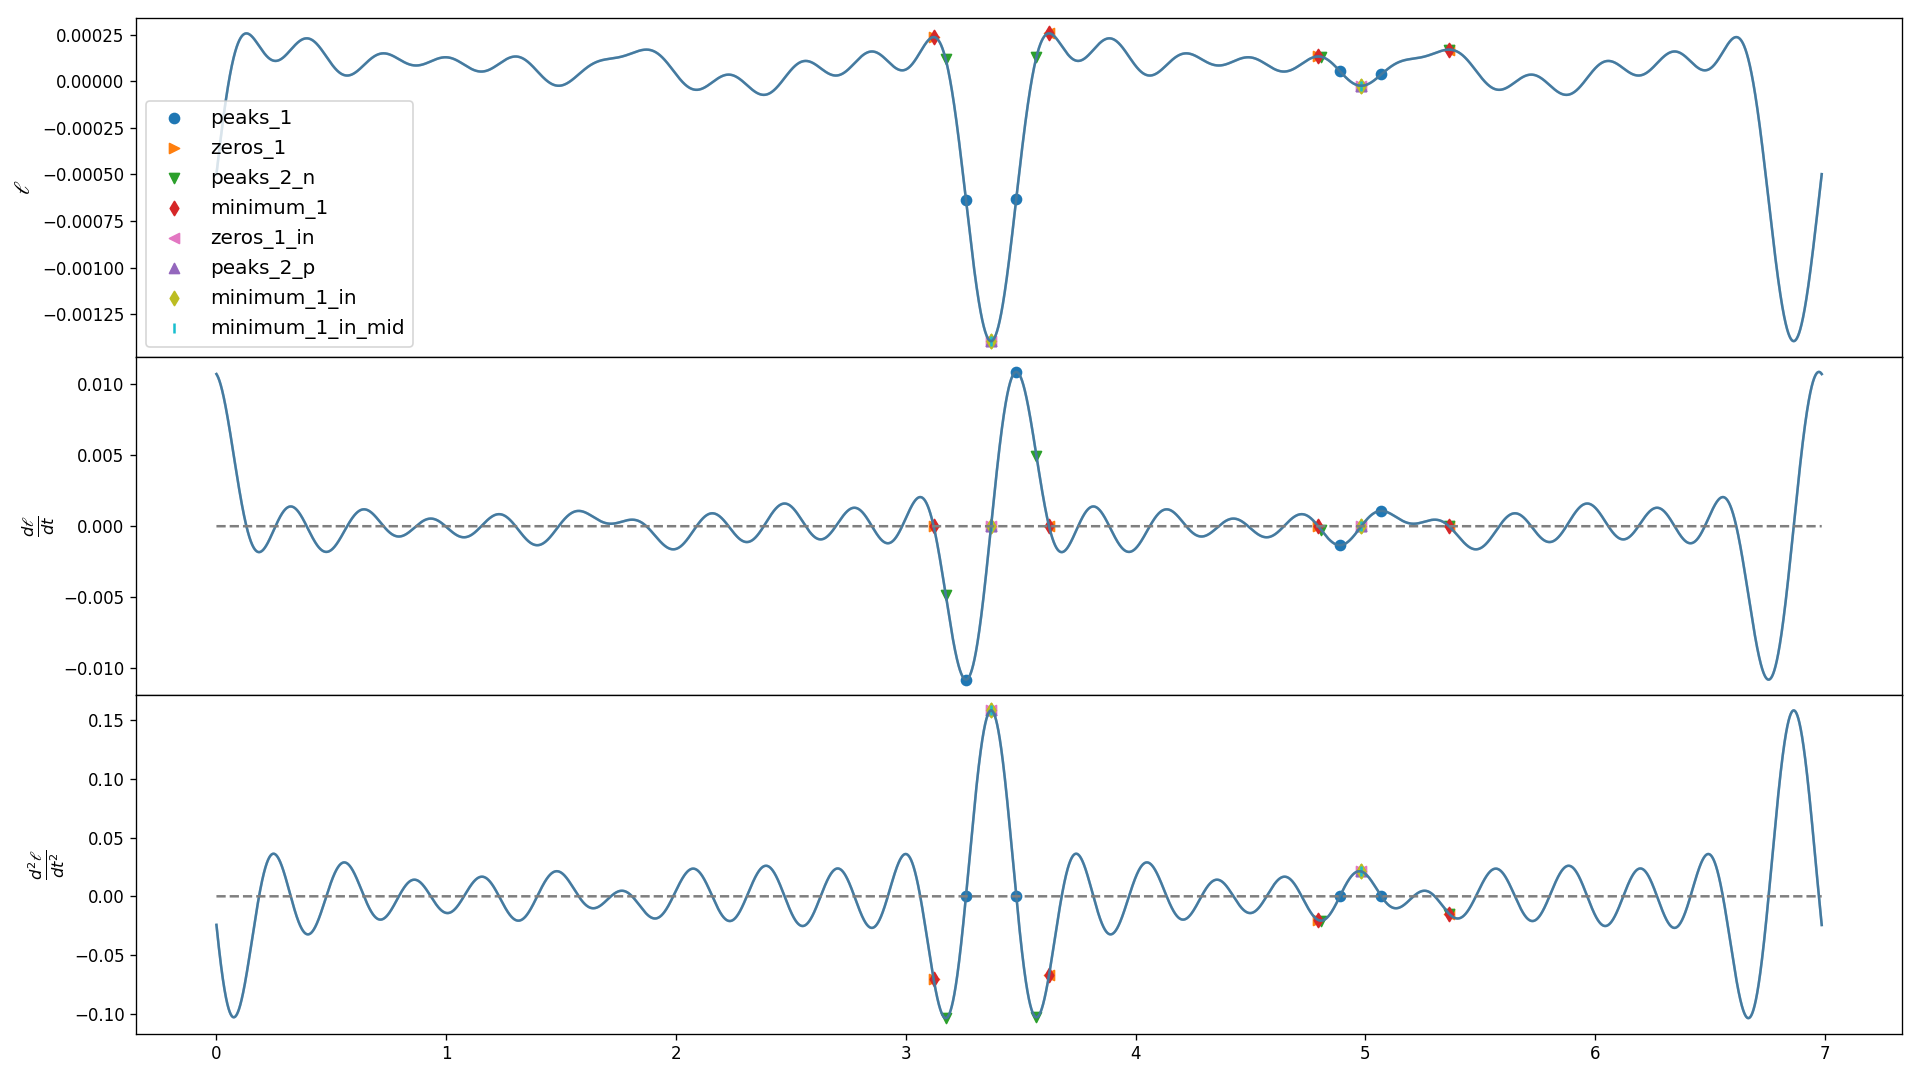 0.00025
0.00000
−0.00025
−0.00050
−0.00075
−0.00100
−0.00125
ℓ
peaks_1
zeros_1
peaks_2_n
minimum_1
zeros_1_in
peaks_2_p
minimum_1_in
minimum_1_in_mid
0.010
0.005
0.000
−0.005
−0.010
dℓ/dt
0.15
0.10
0.05
0.00
−0.05
−0.10
d²ℓ/dt²
0 1 2 3 4 5 6 7